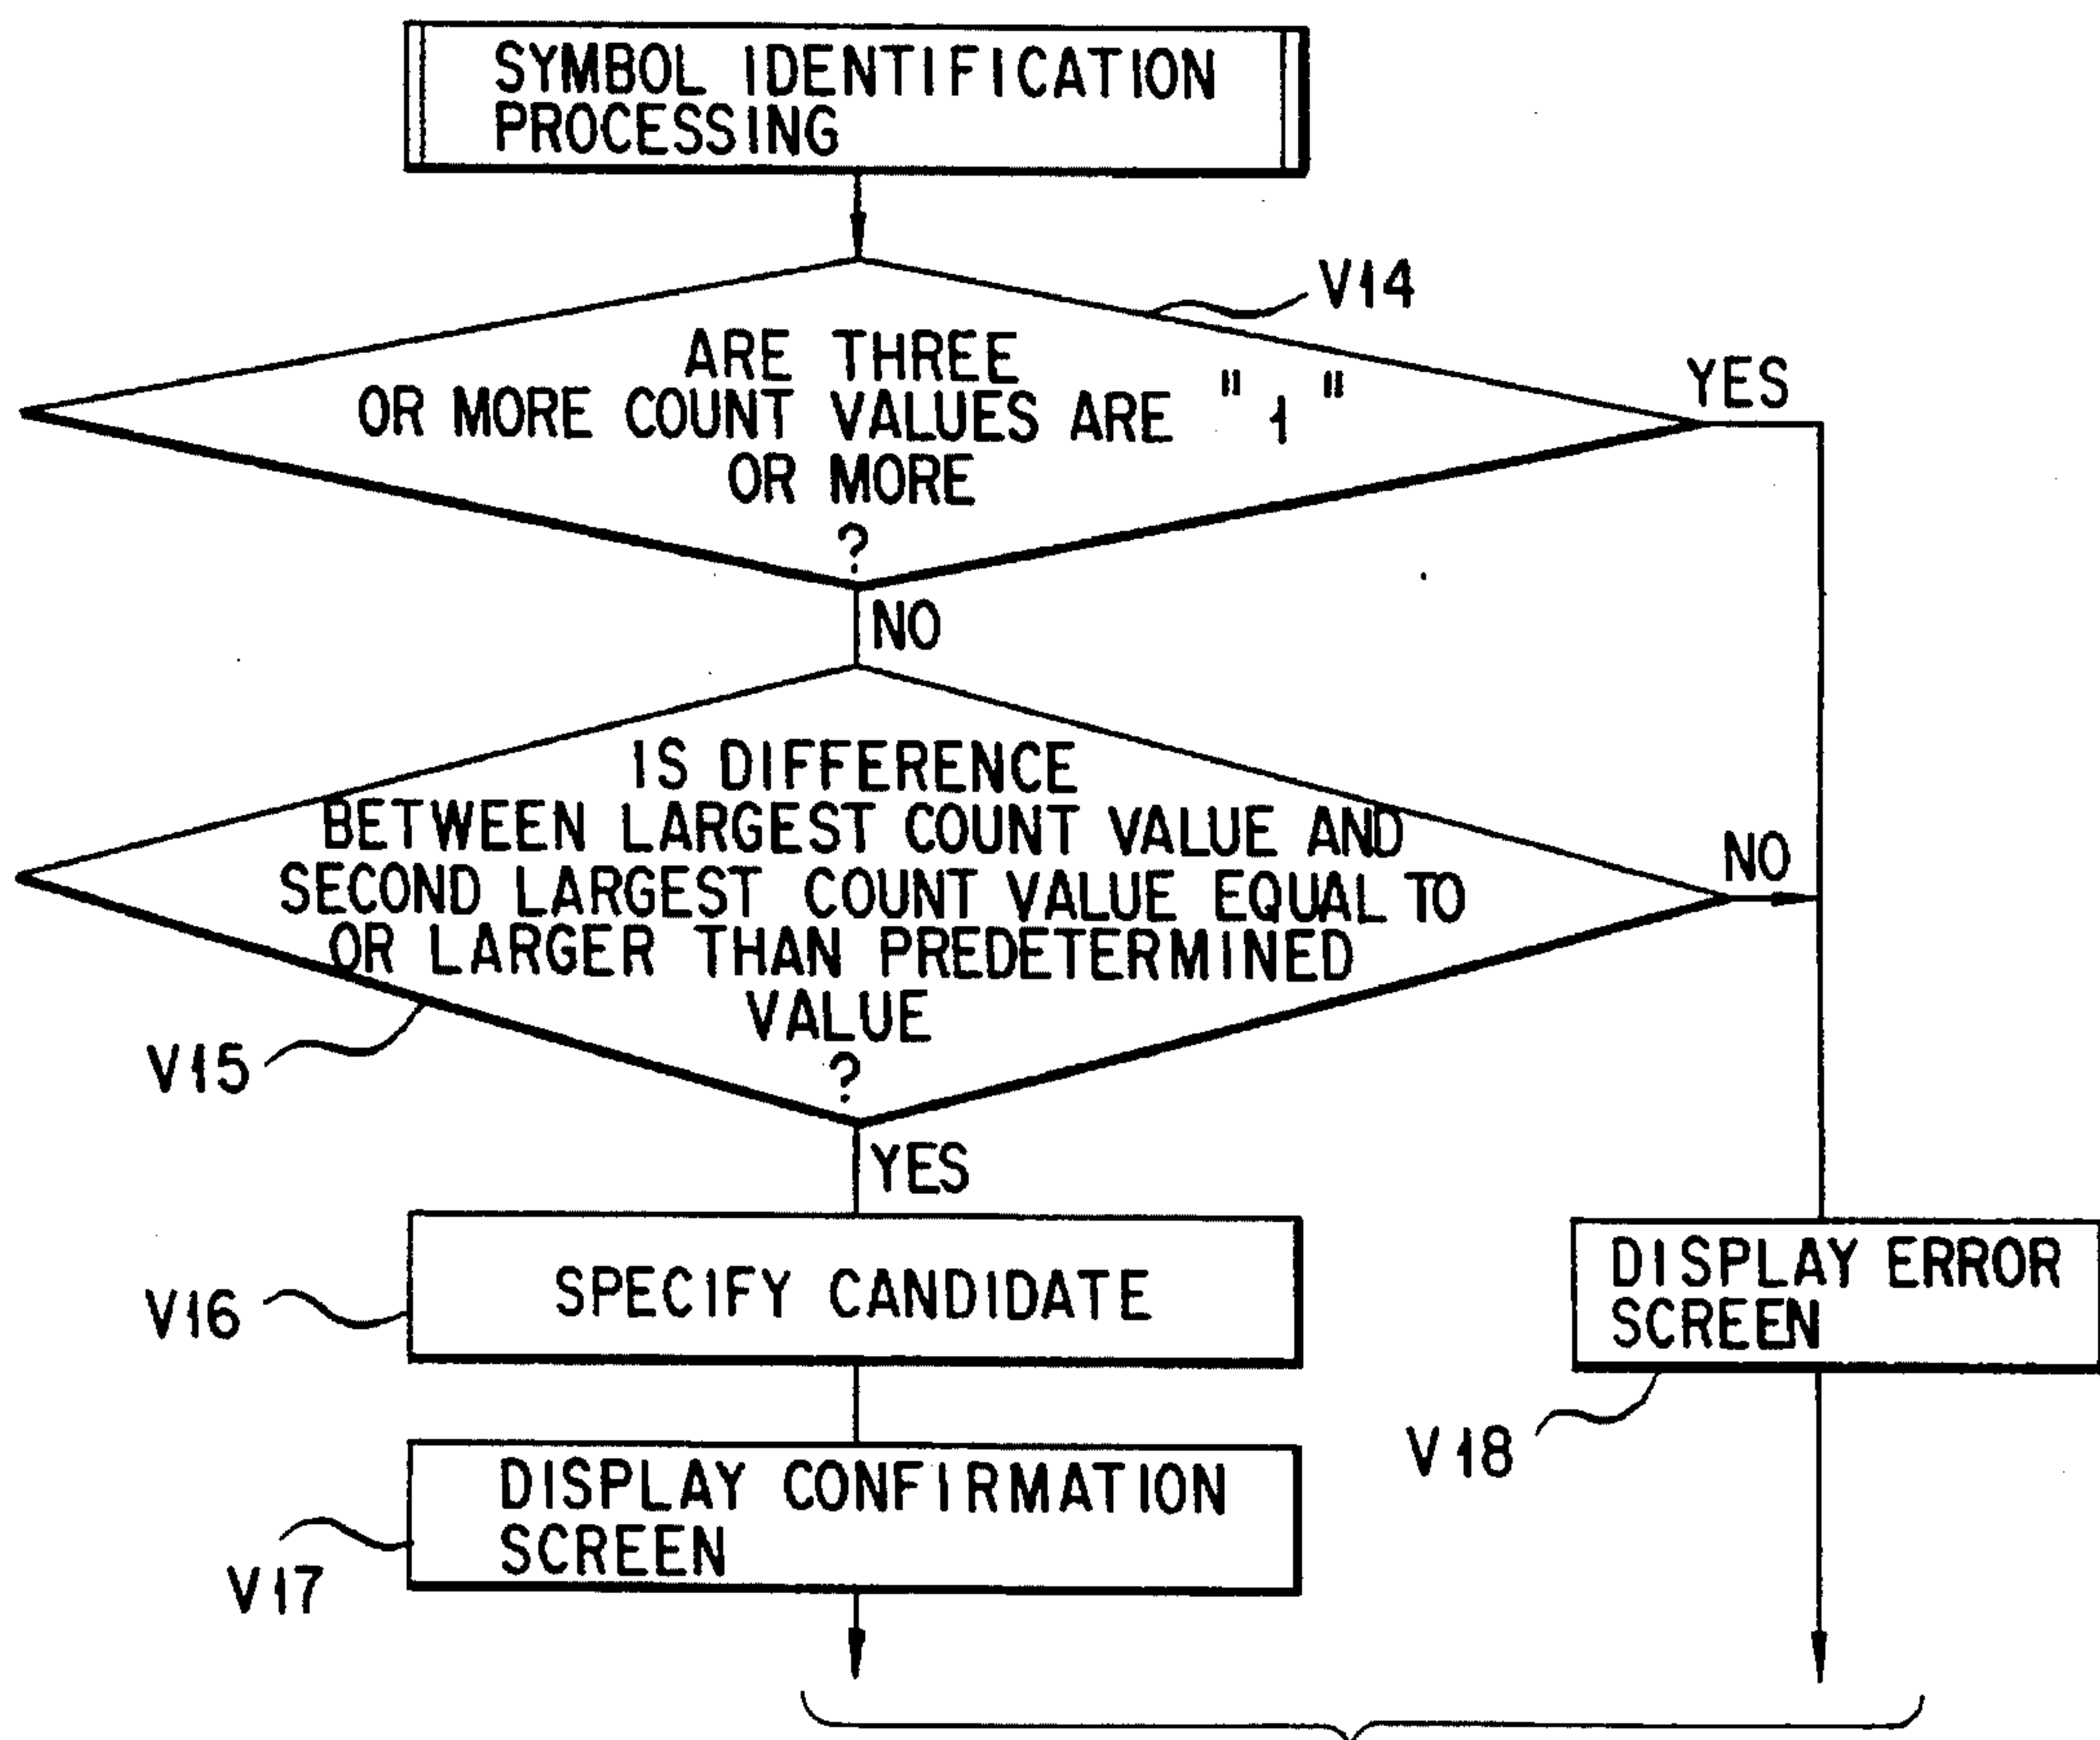 SYMBOL IDENTIFICATION
PROCESSING
V14
ARE THREE
OR MORE COUNT VALUES ARE "1"
OR MORE
?
YES
NO
IS DIFFERENCE
BETWEEN LARGEST COUNT VALUE AND
SECOND LARGEST COUNT VALUE EQUAL TO
OR LARGER THAN PREDETERMINED
VALUE
?
NO
V15
YES
SPECIFY CANDIDATE
V16
DISPLAY ERROR
SCREEN
V18
DISPLAY CONFIRMATION
SCREEN
V17